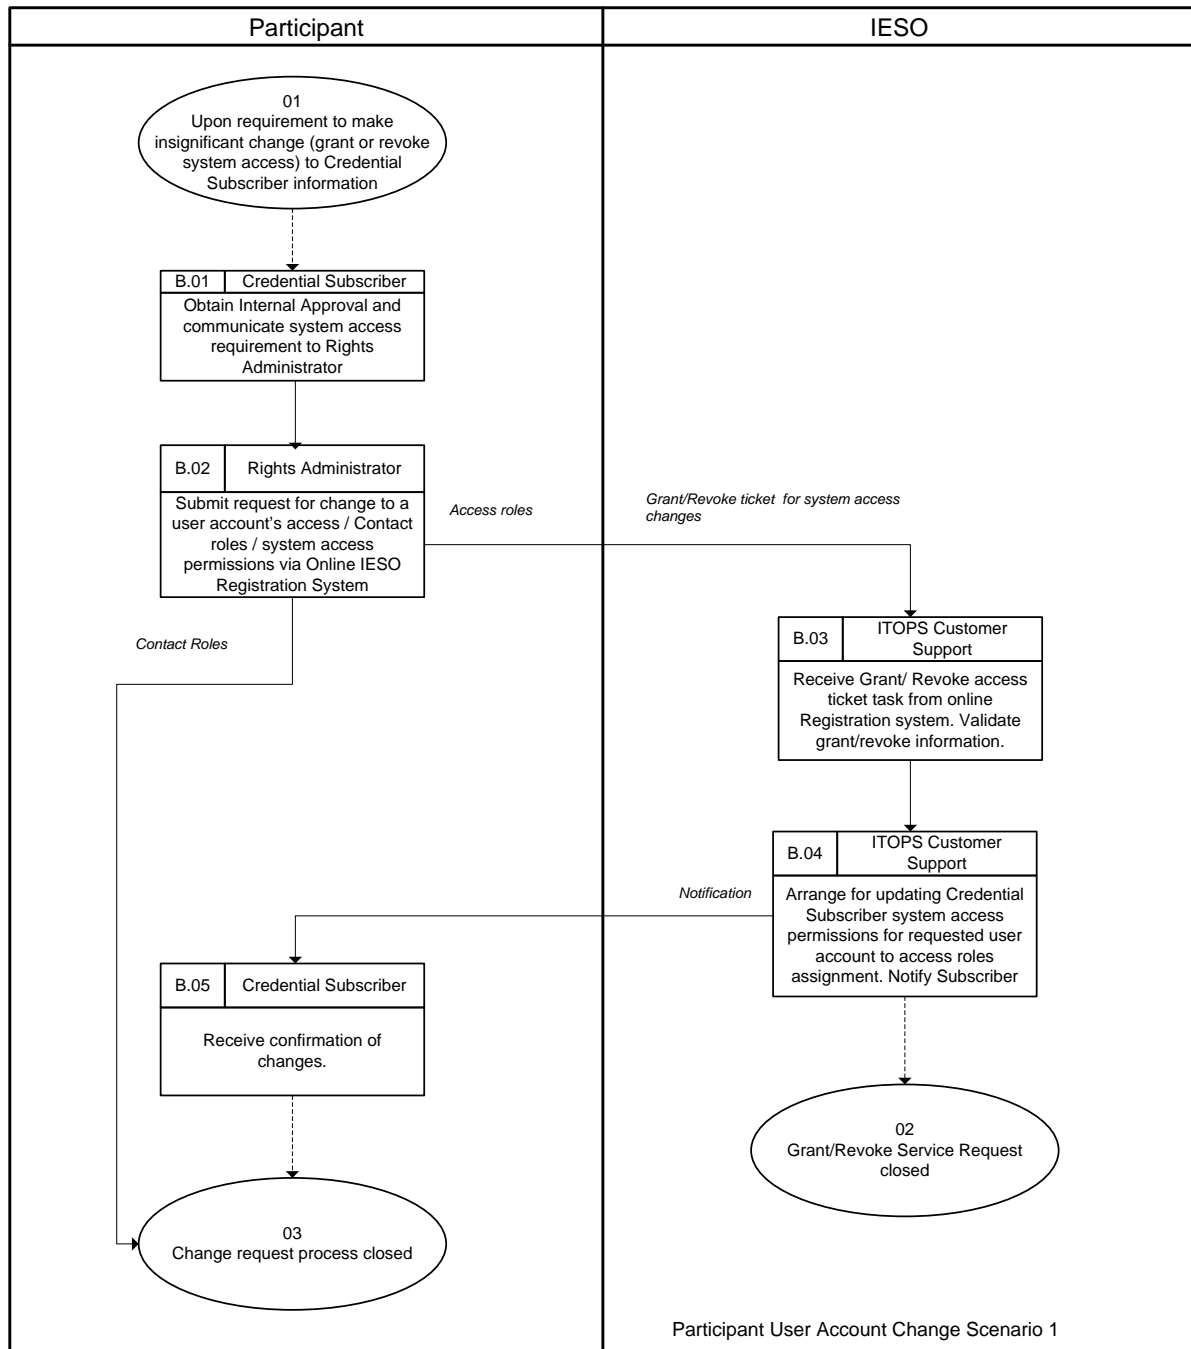 Participant
IESO
01
Upon requirement to make
insignificant change (grant or revoke
system access) to Credential
Subscriber information
B.01
Credential Subscriber
Obtain Internal Approval and
communicate system access
requirement to Rights
Administrator
B.02
Rights Administrator
Submit request for change to a
user account's access / Contact
roles / system access
permissions via Online IESO
Registration System
Access roles
Grant/Revoke ticket for system access
changes
Contact Roles
B.03
ITOPS Customer
Support
Receive Grant/ Revoke access
ticket task from online
Registration system. Validate
grant/revoke information.
B.04
ITOPS Customer
Support
Arrange for updating Credential
Subscriber system access
permissions for requested user
account to access roles
assignment. Notify Subscriber
Notification
B.05
Credential Subscriber
Receive confirmation of
changes.
02
Grant/Revoke Service Request
closed
03
Change request process closed
Participant User Account Change Scenario 1